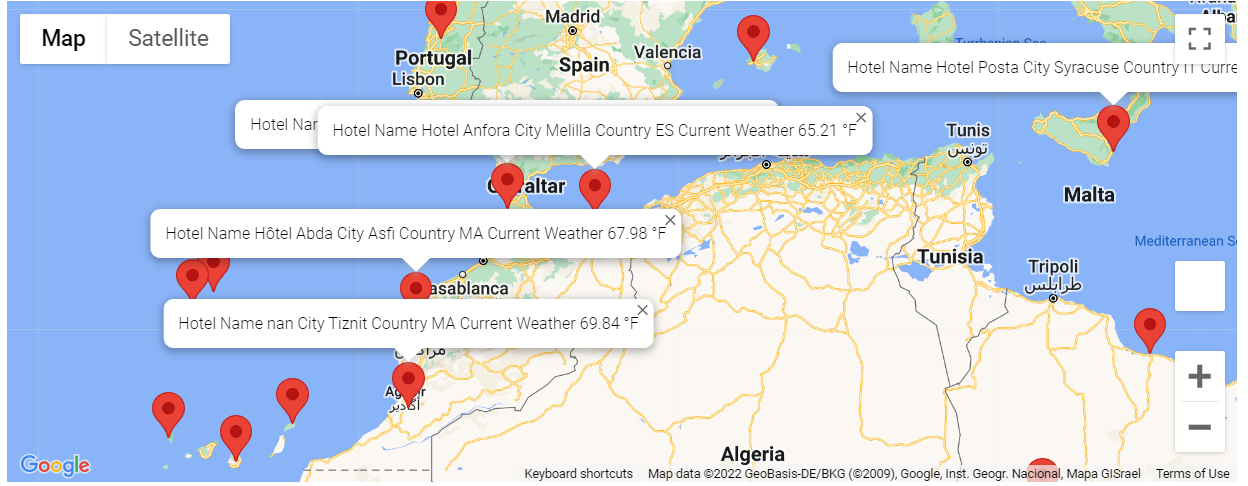 Map
Satellite
Madrid
Portugal
Spain
Valencia
Lisbon
Tyrrhenian Sea
Hotel Name Hotel Posta City Syracuse Country IT Curre
Hotel Nar
Hotel Name Hotel Anfora City Melilla Country ES Current Weather 65.21 °F
Tunis
تونس
Malta
Hotel Name Hôtel Abda City Asfi Country MA Current Weather 67.98 °F
Mediterranean Se
Tunisia
Tripoli
طرابلس
asablanca
Hotel Name nan City Tiznit Country MA Current Weather 69.84 °F
مراكش
أكادير
Algeria
Google
Keyboard shortcuts
Map data ©2022 GeoBasis-DE/BKG (©2009), Google, Inst. Geogr. Nacional, Mapa GISrael
Terms of Use